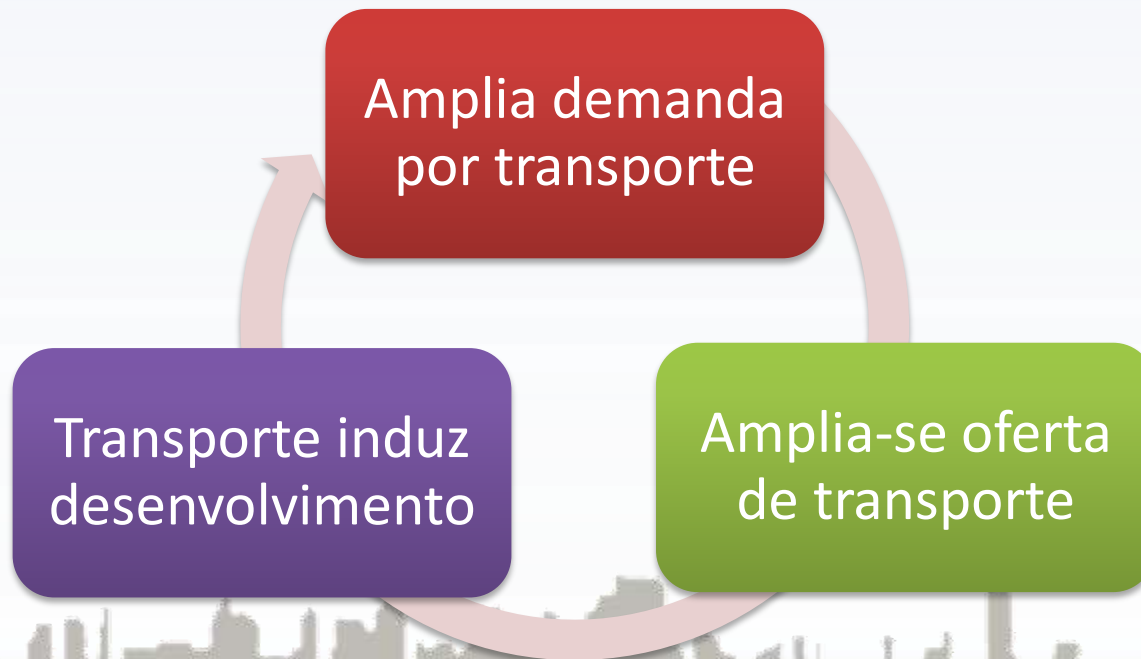 Amplia demanda
por transporte
Amplia-se oferta
de transporte
Transporte induz
desenvolvimento